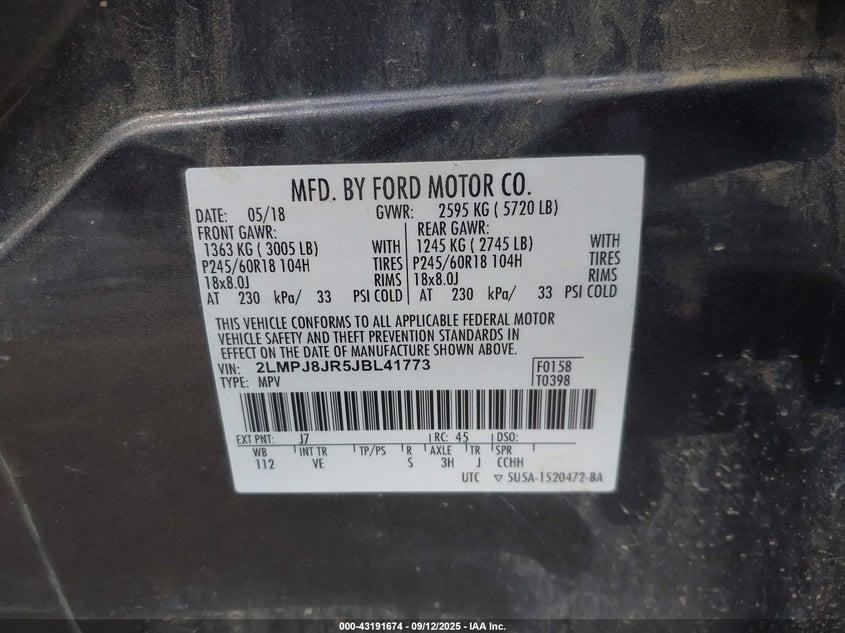 MFD. BY FORD MOTOR CO.
DATE: 05/18 GVWR: 2595 KG ( 5720 LB)
FRONT GAWR: REAR GAWR:
1363 KG ( 3005 LB) WITH 1245 KG ( 2745 LB) WITH
P245/60R18 104H TIRES P245/60R18 104H TIRES
18x8.0J RIMS 18x8.0J RIMS
AT 230 kPa/ 33 PSI COLD AT 230 kPa/ 33 PSI COLD
THIS VEHICLE CONFORMS TO ALL APPLICABLE FEDERAL MOTOR
VEHICLE SAFETY AND THEFT PREVENTION STANDARDS IN
EFFECT ON THE DATE OF MANUFACTURE SHOWN ABOVE.
VIN: 2LMPJ8JR5JBL41773 F0158
TYPE: MPV T0398
EXT PNT: J7 RC: 45 DSO:
WB INT TR TP/PS R AXLE TR SPR
112 VE S 3H J CCHH
UTC ▽ 5U5A-1520472-BA
000-43191674 - 09/12/2025 - IAA Inc.